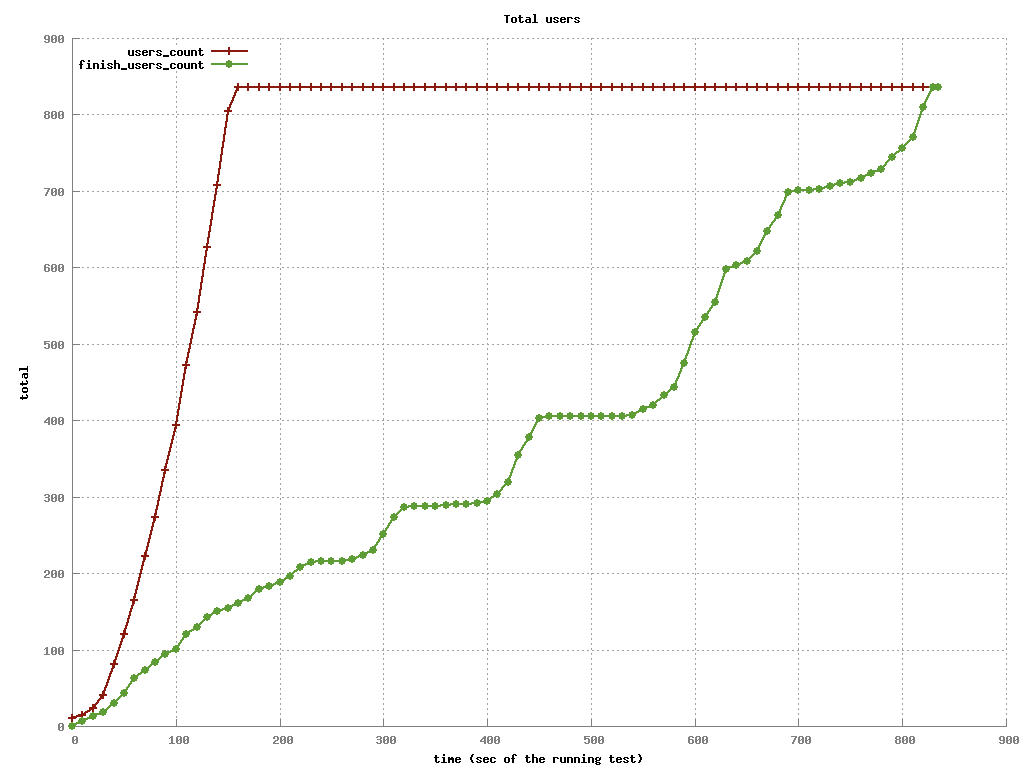 Total users
users_count
finish_users_count
900
800
700
600
500
400
300
200
100
0
total
0 100 200 300 400 500 600 700 800 900
time (sec of the running test)